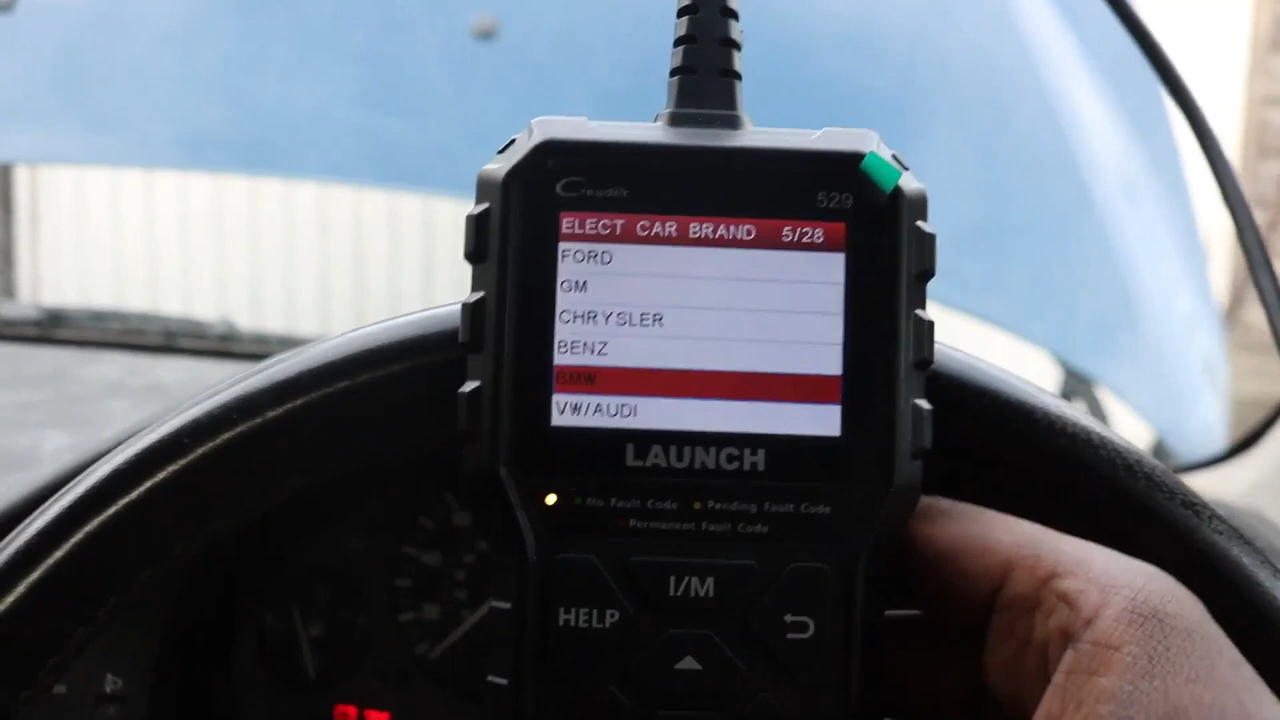 Creader
529
ELECT CAR BRAND 5/28
FORD
GM
CHRYSLER
BENZ
BMW
VW/AUDI
LAUNCH
No Fault Code Pending Fault Code
Permanent Fault Code
I/M
HELP